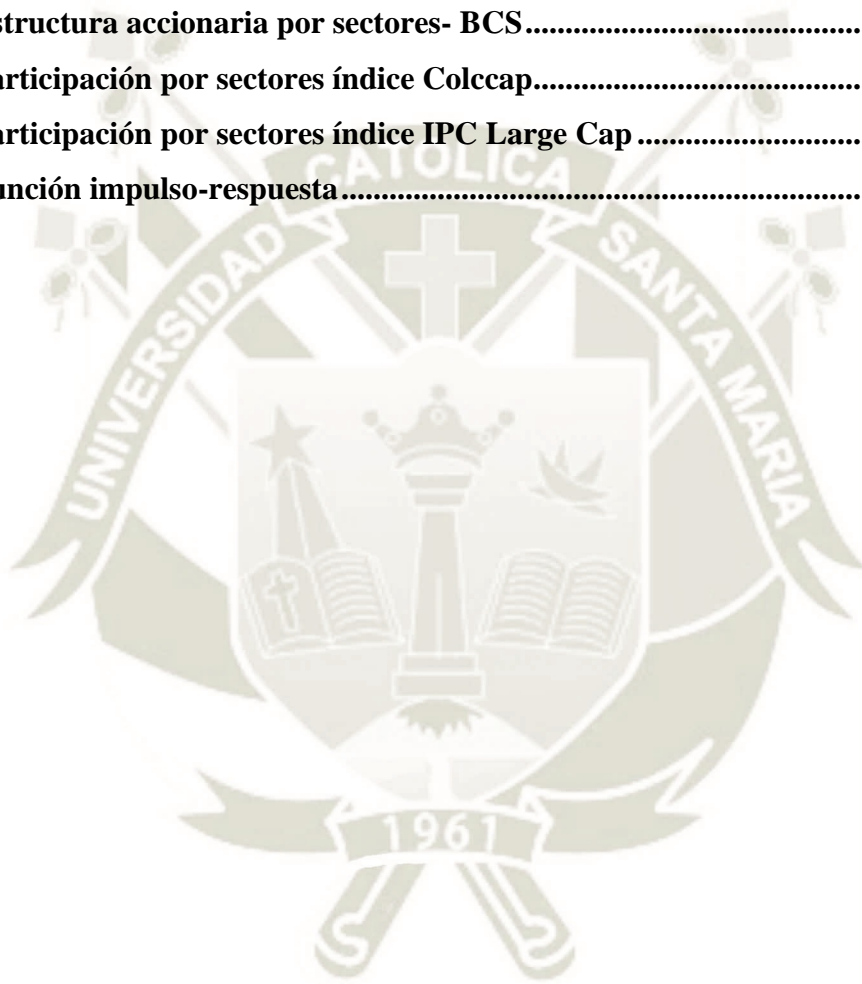 structura accionaria por sectores- BCS..........................................
articipación por sectores índice Colccap.........................................
articipación por sectores índice IPC Large Cap ............................
unción impulso-respuesta.................................................................
UNIVERSIDAD CATOLICA SANTA MARIA
1961